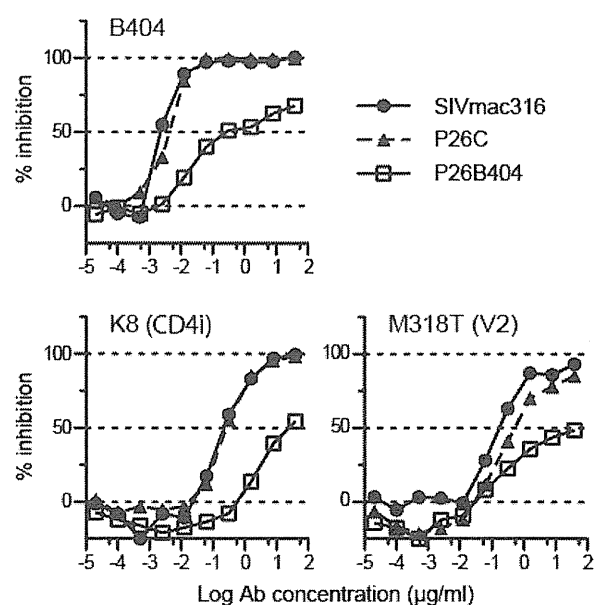 B404
100
50
0
% inhibition
-5 -4 -3 -2 -1 0 1 2
SIVmac316
P26C
P26B404
K8 (CD4i)
M318T (V2)
100
50
0
% inhibition
100
50
0
-5 -4 -3 -2 -1 0 1 2
-5 -4 -3 -2 -1 0 1 2
Log Ab concentration (µg/ml)